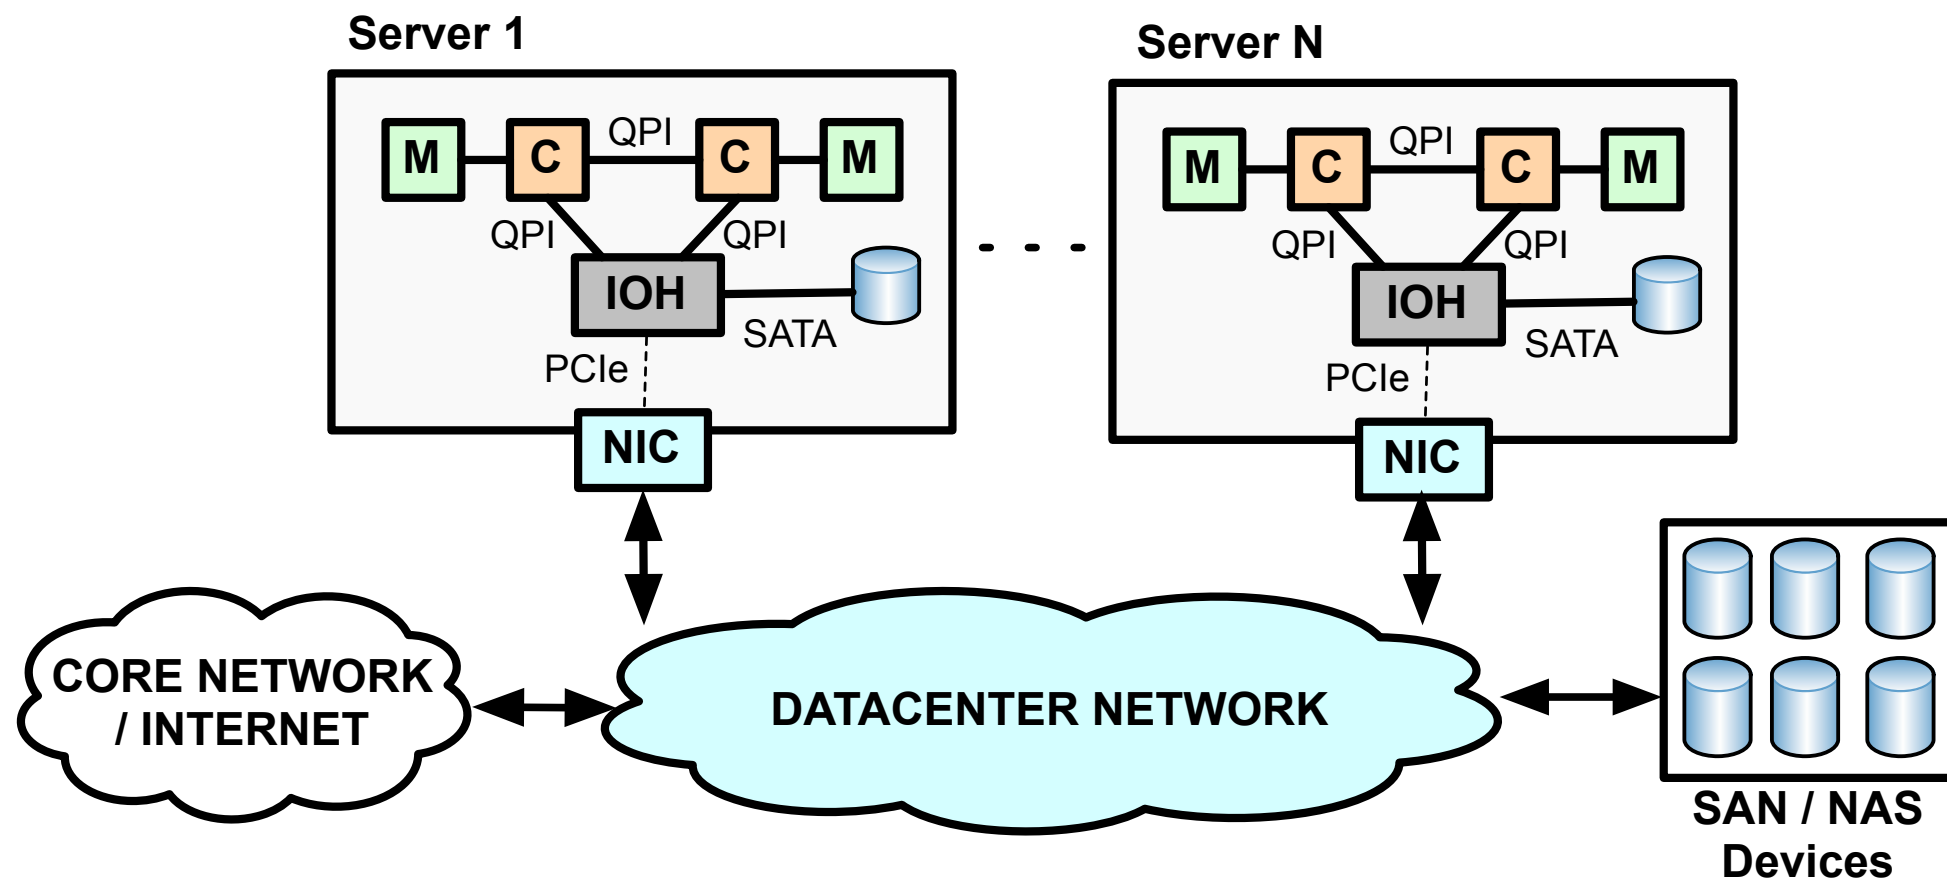 Server 1
QPI
M
C
C
M
QPI
QPI
IOH
SATA
PCIe
NIC
Server N
QPI
M
C
C
M
QPI
QPI
IOH
SATA
PCIe
NIC
CORE NETWORK
/ INTERNET
DATACENTER NETWORK
SAN / NAS
Devices